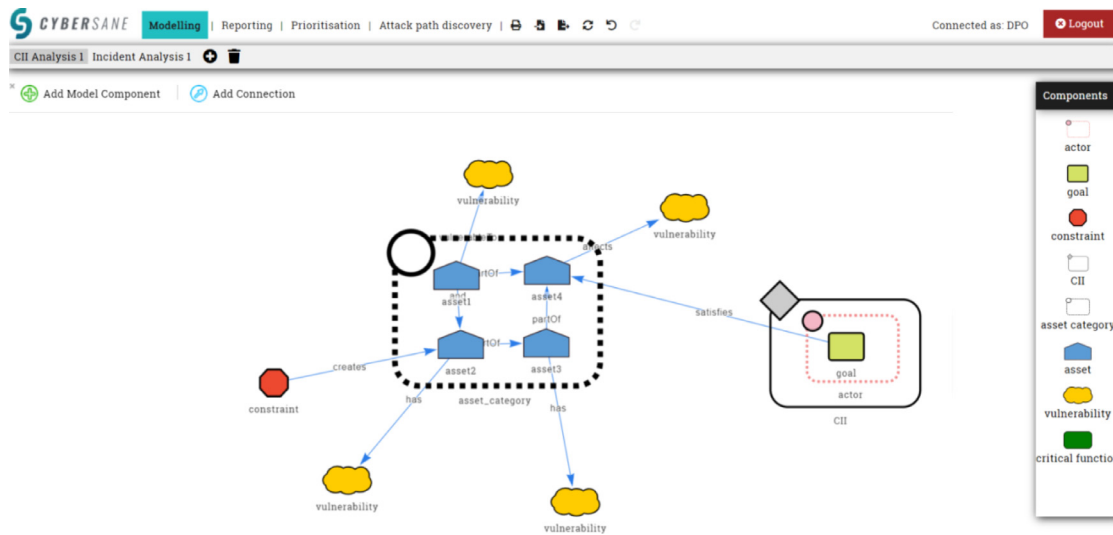 CYBERSANE Modelling | Reporting | Prioritisation | Attack path discovery | Connected as: DPO Logout
CII Analysis 1 Incident Analysis 1
Add Model Component Add Connection
Components
actor
goal
constraint
CII
asset category
asset
vulnerability
critical functio
vulnerability
vulnerability
affects
asset1
and
asset4
satisfies
partOf
creates
asset2
asset3
goal
actor
CII
has
asset_category
has
constraint
vulnerability
vulnerability